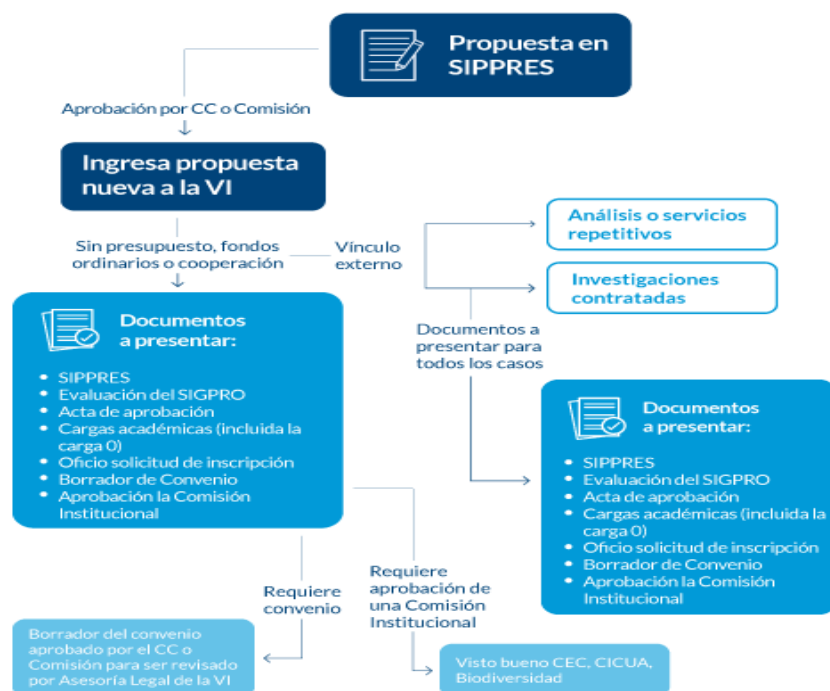 Propuesta en
SIPPRES
Aprobación por CC o Comisión
Ingresa propuesta
nueva a la VI
Sin presupuesto, fondos
ordinarios o cooperación
Vínculo
externo
Análisis o servicios
repetitivos
Investigaciones
contratadas
Documentos
a presentar:
• SIPPRES
• Evaluación del SIGPRO
• Acta de aprobación
• Cargas académicas (incluida la
carga 0)
• Oficio solicitud de inscripción
• Borrador de Convenio
• Aprobación la Comisión
Institucional
Documentos a
presentar para
todos los casos
Documentos
a presentar:
• SIPPRES
• Evaluación del SIGPRO
• Acta de aprobación
• Cargas académicas (incluida la
carga 0)
• Oficio solicitud de inscripción
• Borrador de Convenio
• Aprobación la Comisión
Institucional
Requiere
convenio
Requiere
aprobación de
una Comisión
Institucional
Borrador del convenio
aprobado por el CC o
Comisión para ser revisado
por Asesoría Legal de la VI
Visto bueno CEC, CICUA,
Biodiversidad